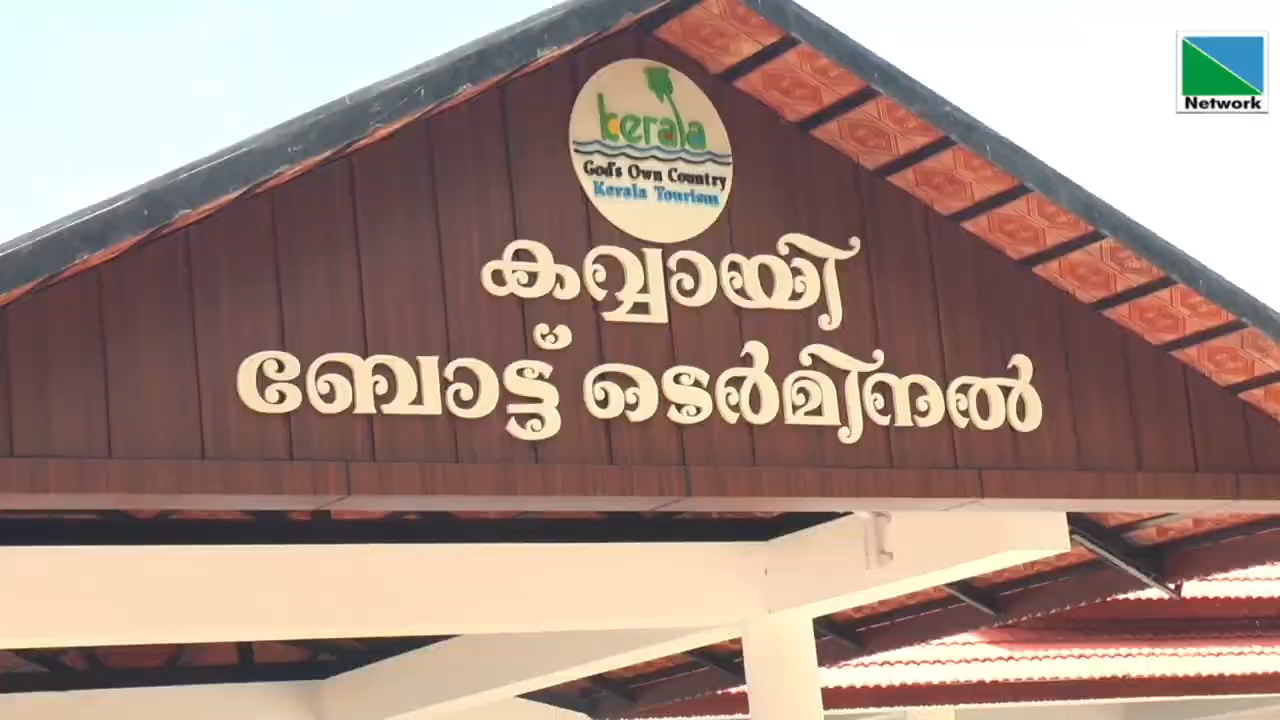 kerala
God's Own Country
Kerala Tourism
കവ്വായി
ബോട്ട് ടെർമിനൽ
Network